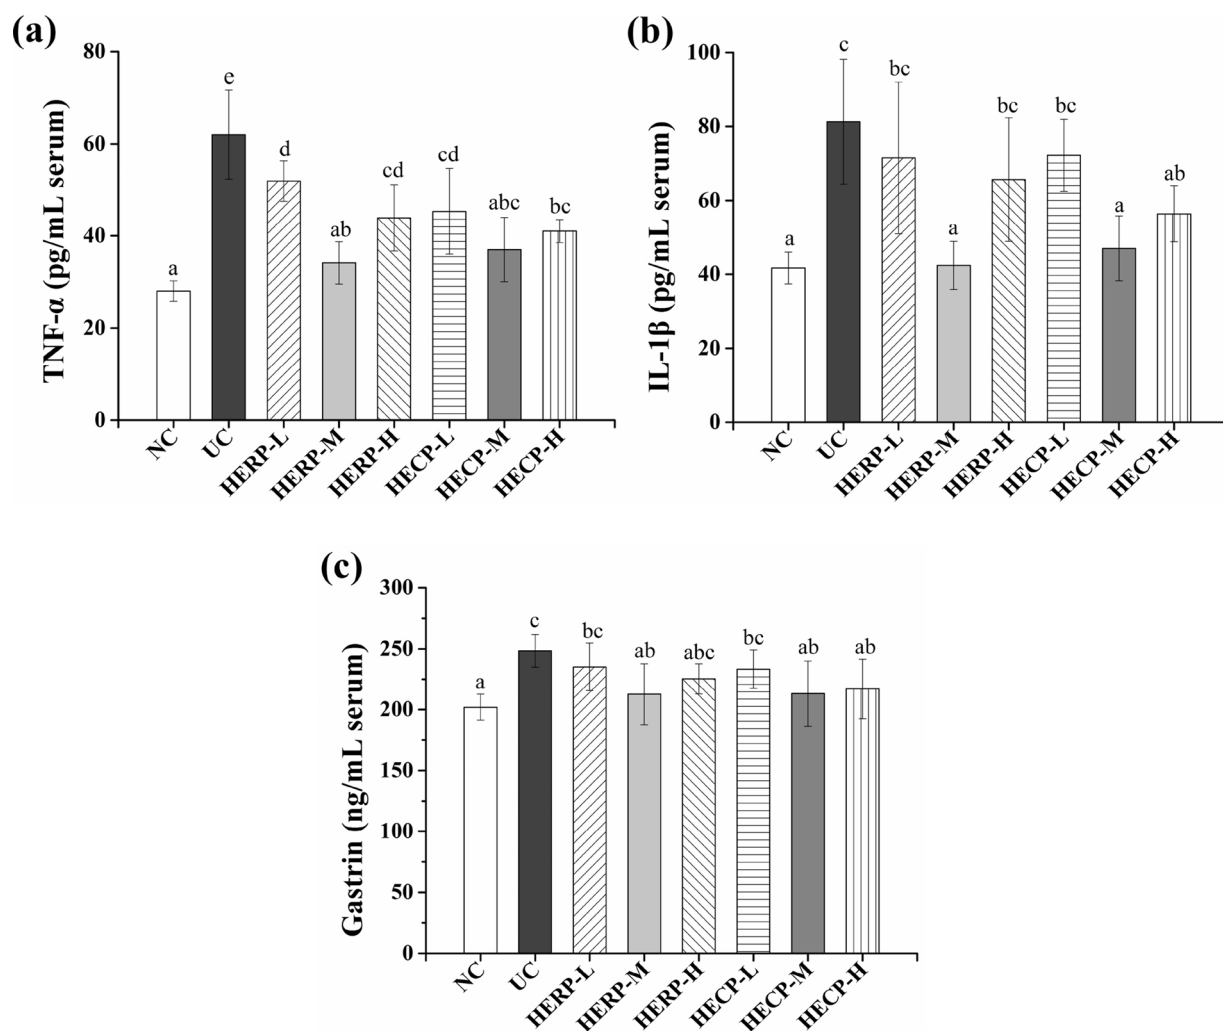 (a)
TNF-α (pg/mL serum)
80
60
40
20
0
a
e
d
ab
cd
cd
abc
bc
NC
UC
HERP-L
HERP-M
HERP-H
HECP-L
HECP-M
HECP-H
(b)
IL-1β (pg/mL serum)
100
80
60
40
20
0
a
c
bc
a
bc
bc
a
ab
NC
UC
HERP-L
HERP-M
HERP-H
HECP-L
HECP-M
HECP-H
(c)
Gastrin (ng/mL serum)
300
250
200
150
100
50
0
a
c
bc
ab
abc
bc
ab
ab
NC
UC
HERP-L
HERP-M
HERP-H
HECP-L
HECP-M
HECP-H